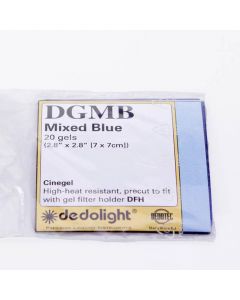 DGMB
Mixed Blue
20 gels
(2.8" x 2.8" [7 x 7cm])
Cinegel
High-heat resistant, precut to fit
with gel filter holder DFH
dedolight
DEDOTEC